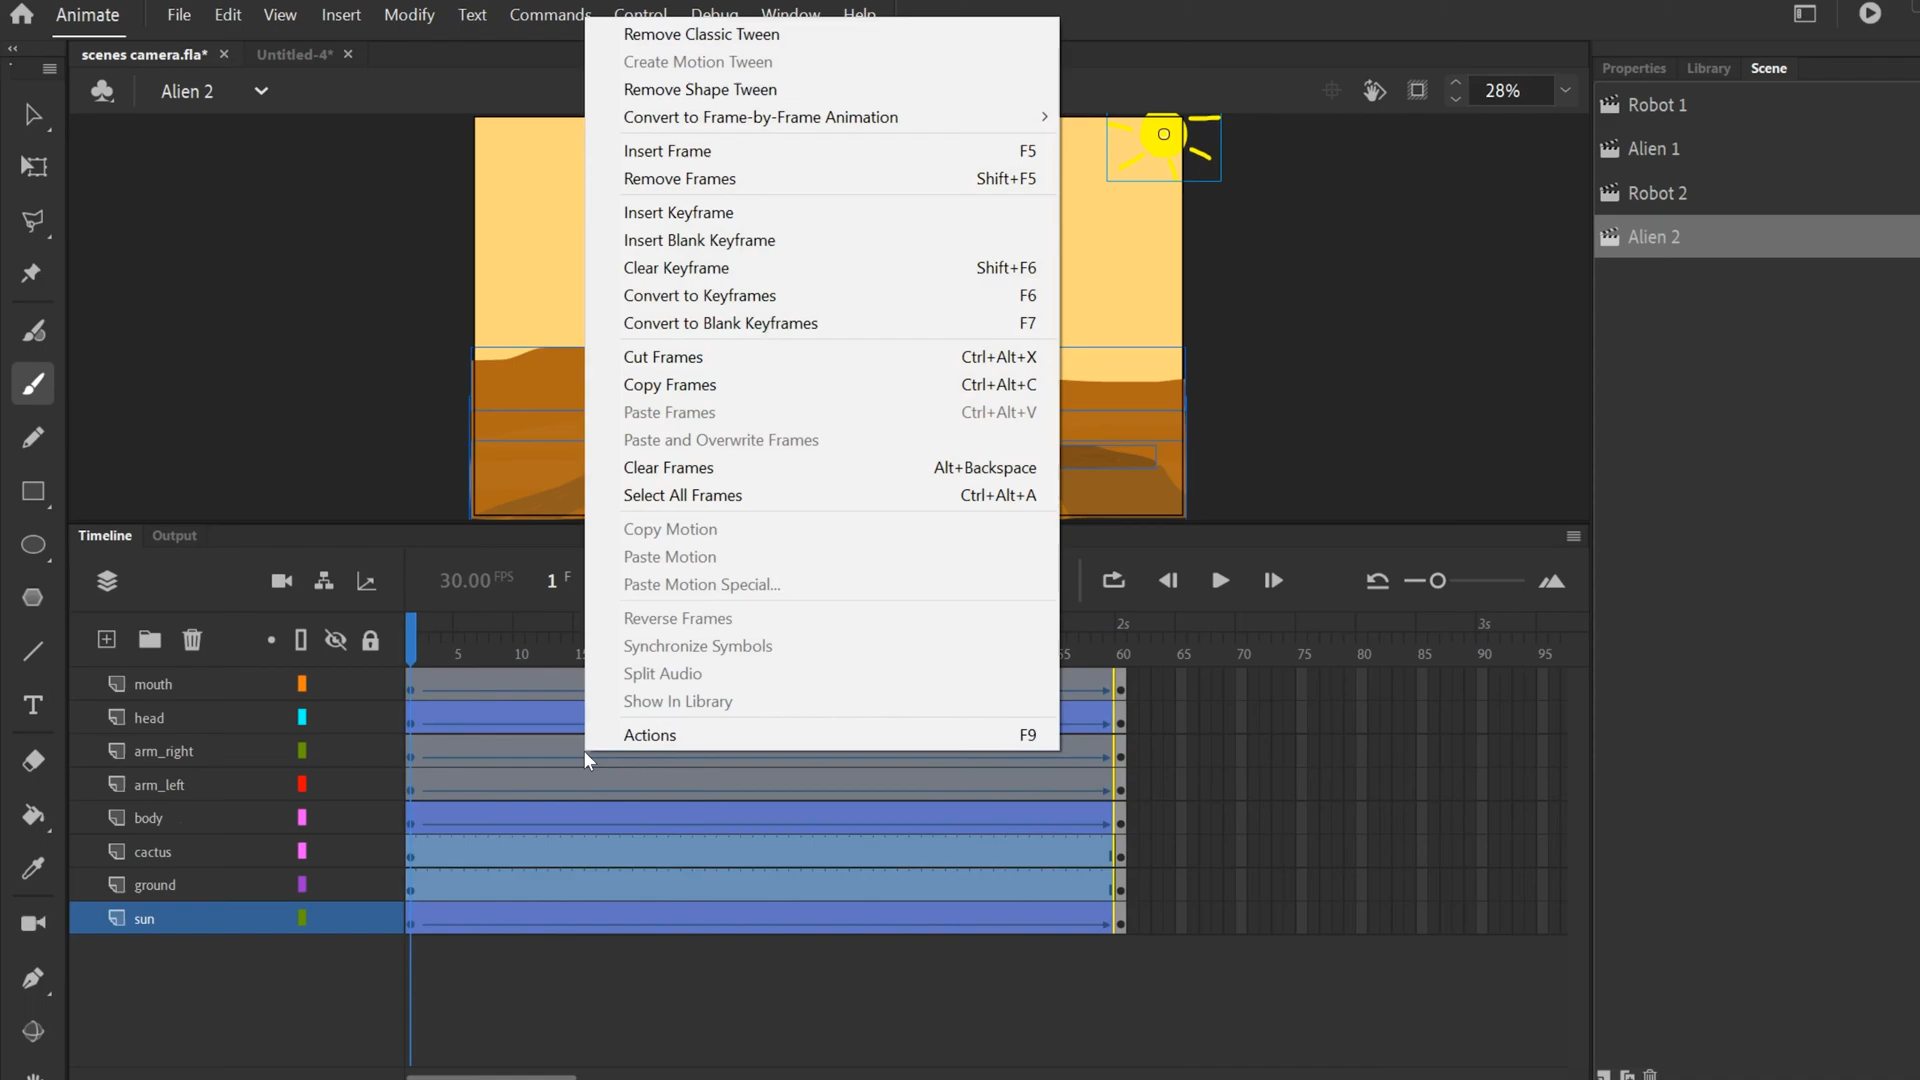 Animate File Edit View Insert Modify Text Commands Control Debug Window Help
scenes camera.fla* × Untitled-4* ×
Alien 2
28%
Properties Library Scene
Robot 1
Alien 1
Robot 2
Alien 2
Remove Classic Tween
Create Motion Tween
Remove Shape Tween
Convert to Frame-by-Frame Animation
Insert Frame F5
Remove Frames Shift+F5
Insert Keyframe
Insert Blank Keyframe
Clear Keyframe Shift+F6
Convert to Keyframes F6
Convert to Blank Keyframes F7
Cut Frames Ctrl+Alt+X
Copy Frames Ctrl+Alt+C
Paste Frames Ctrl+Alt+V
Paste and Overwrite Frames
Clear Frames Alt+Backspace
Select All Frames Ctrl+Alt+A
Copy Motion
Paste Motion
Paste Motion Special...
Reverse Frames
Synchronize Symbols
Split Audio
Show In Library
Actions F9
Timeline Output
30.00 FPS 1 F
2s 3s
5 10 60 65 70 75 80 85 90 95
mouth
head
arm_right
arm_left
body
cactus
ground
sun